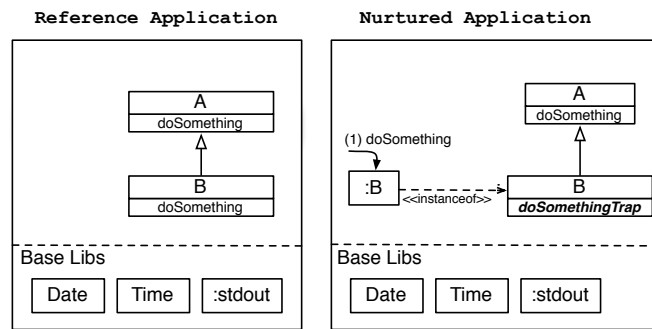 Reference Application
A
doSomething
B
doSomething
Base Libs
Date
Time
:stdout
Nurtured Application
A
doSomething
(1) doSomething
:B
<<instanceof>>
B
doSomethingTrap
Base Libs
Date
Time
:stdout